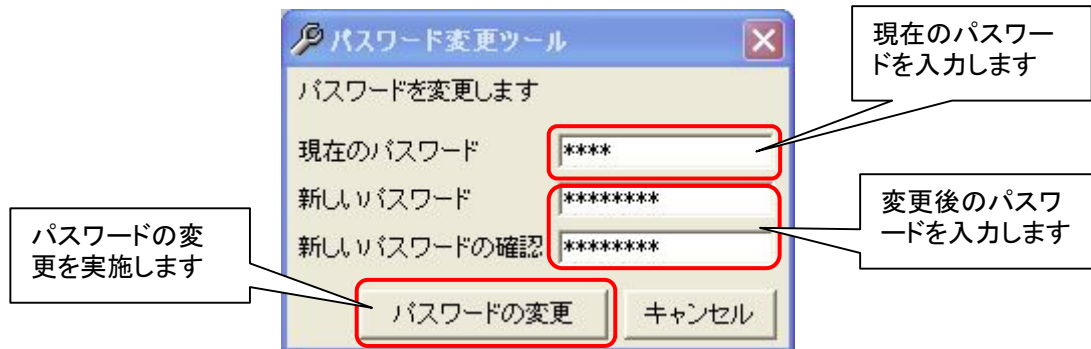 パスワード変更ツール
パスワードを変更します
現在のパスワード ****
新しいパスワード ********
新しいパスワードの確認 ********
パスワードの変更 キャンセル
現在のパスワー
ドを入力します
変更後のパスワ
ードを入力します
パスワードの変
更を実施します